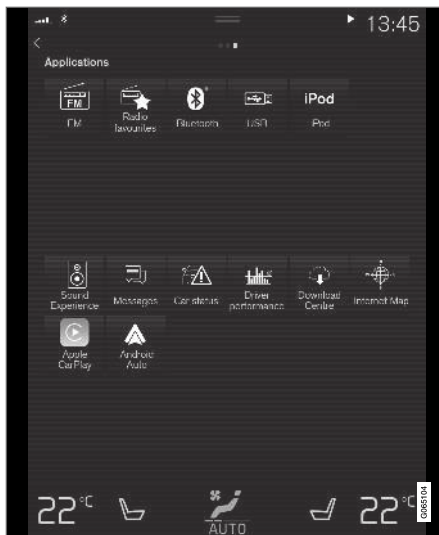 13:45
Applications
FM
iPod
FM
Radio
favourites
Bluetooth
USB
iPod
Sound
Experience
Messages
Car status
Driver
performance
Download
Centre
Internet Map
Apple
CarPlay
Android
Auto
22°C
22°C
AUTO
G065104